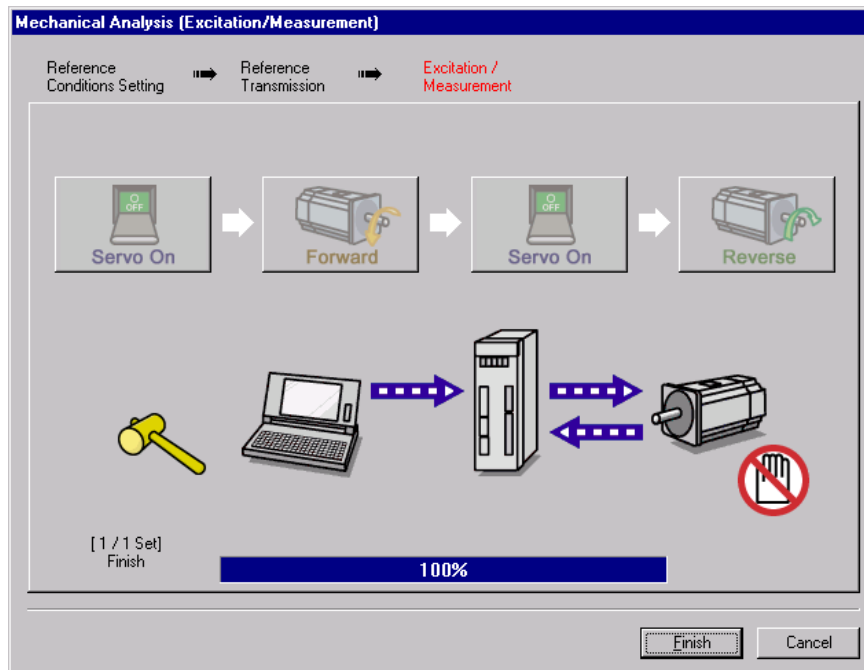 Mechanical Analysis (Excitation/Measurement)
Reference
Conditions Setting
Reference
Transmission
Excitation /
Measurement
OFF
Servo On
Forward
OFF
Servo On
Reverse
[ 1 / 1 Set]
Finish
100%
Finish
Cancel